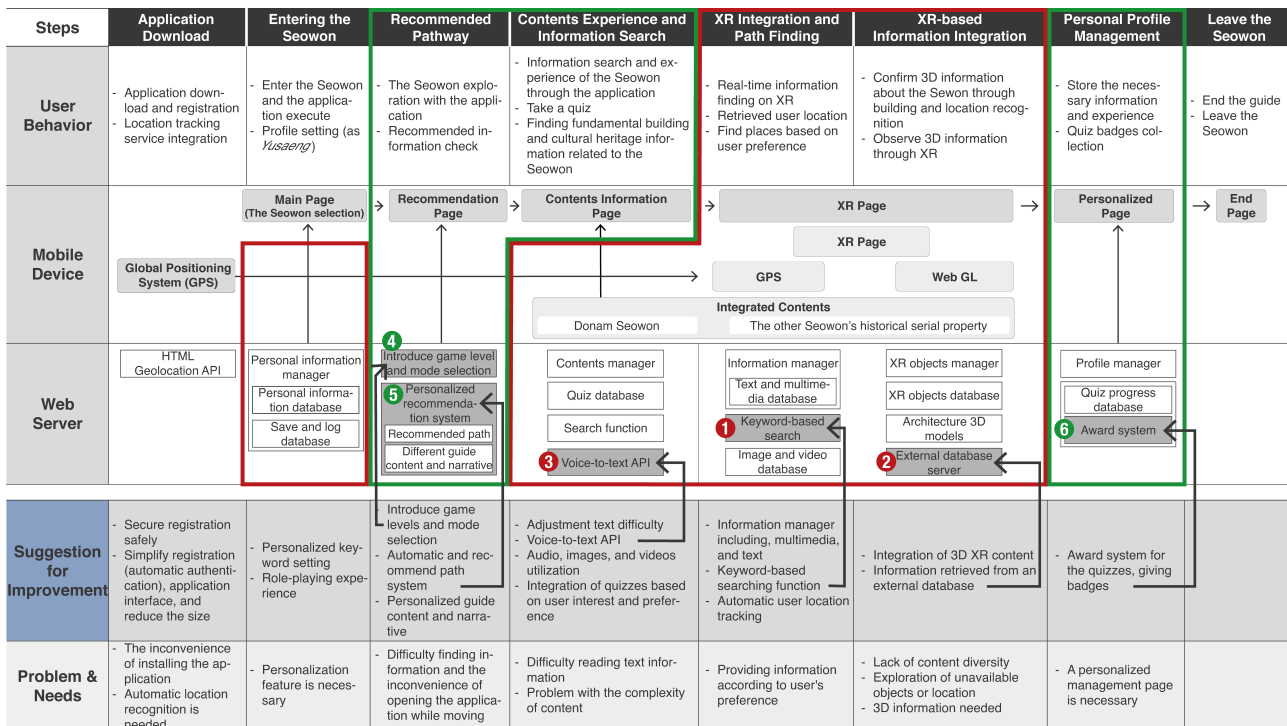 Steps
Application
Download
Entering the
Seowon
Recommended
Pathway
Contents Experience and
Information Search
XR Integration and
Path Finding
XR-based
Information Integration
Personal Profile
Management
Leave the
Seowon
User
Behavior
- Application down-
load and registration
- Location tracking
service integration
- Enter the Seowon
and the applica-
tion execute
- Profile setting (as
Yusaeng)
- The Seowon explo-
ration with the appli-
cation
- Recommended in-
formation check
- Information search and ex-
perience of the Seowon
through the application
- Take a quiz
- Finding fundamental building
and cultural heritage infor-
mation related to the
Seowon
- Real-time information
finding on XR
- Retrieved user location
- Find places based on
user preference
- Confirm 3D information
about the Sewon through
building and location recog-
nition
- Observe 3D information
through XR
- Store the neces-
sary information
and experience
- Quiz badges col-
lection
- End the guide
- Leave the
Seowon
Mobile
Device
Main Page
(The Seowon selection)
Recommendation
Page
Contents Information
Page
XR Page
Personalized
Page
End
Page
XR Page
Global Positioning
System (GPS)
GPS
Web GL
Integrated Contents
Donam Seowon
The other Seowon's historical serial property
Web
Server
HTML
Geolocation API
Personal information
manager
Personal informa-
tion database
Save and log
database
4
Introduce game level
and mode selection
5
Personalized
recommenda-
tion system
Recommended path
Different guide
content and narrative
Contents manager
Quiz database
Search function
3
Voice-to-text API
Information manager
Text and multime-
dia database
1
Keyword-based
search
Image and video
database
XR objects manager
XR objects database
Architecture 3D
models
2
External database
server
Profile manager
Quiz progress
database
6
Award system
Suggestion
for
Improvement
- Secure registration
safely
- Simplify registration
(automatic authenti-
cation), application
interface, and
reduce the size
- Personalized key-
word setting
- Role-playing expe-
rience
- Introduce game
levels and mode
selection
- Automatic and rec-
ommend path
system
- Personalized guide
content and narra-
tive
- Adjustment text difficulty
- Voice-to-text API
- Audio, images, and videos
utilization
- Integration of quizzes based
on user interest and prefer-
ence
- Information manager
including, multimedia,
and text
- Keyword-based
searching function
- Automatic user location
tracking
- Integration of 3D XR content
- Information retrieved from an
external database
- Award system for
the quizzes, giving
badges
Problem &
Needs
- The inconvenience
of installing the ap-
plication
- Automatic location
recognition is
needed
- Personalization
feature is neces-
sary
- Difficulty finding in-
formation and the
inconvenience of
opening the applica-
tion while moving
- Difficulty reading text infor-
mation
- Problem with the complexity
of content
- Providing information
according to user's
preference
- Lack of content diversity
- Exploration of unavailable
objects or location
- 3D information needed
- A personalized
management page
is necessary